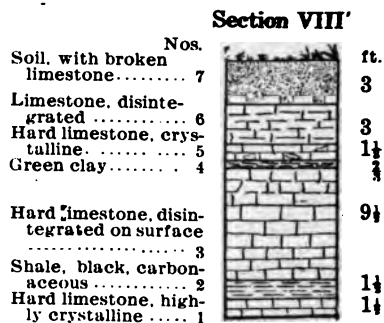 Section VIII'
Nos. ft.
Soil, with broken
limestone......... 7 3
Limestone, disinte-
grated ........... 6 3
Hard limestone, crys-
talline........... 5 1½
Green clay........ 4 ⅔
Hard limestone, disin-
tegrated on surface
.................. 3 9½
Shale, black, carbon-
aceous ........... 2 1½
Hard limestone, high-
ly crystalline .... 1 1½